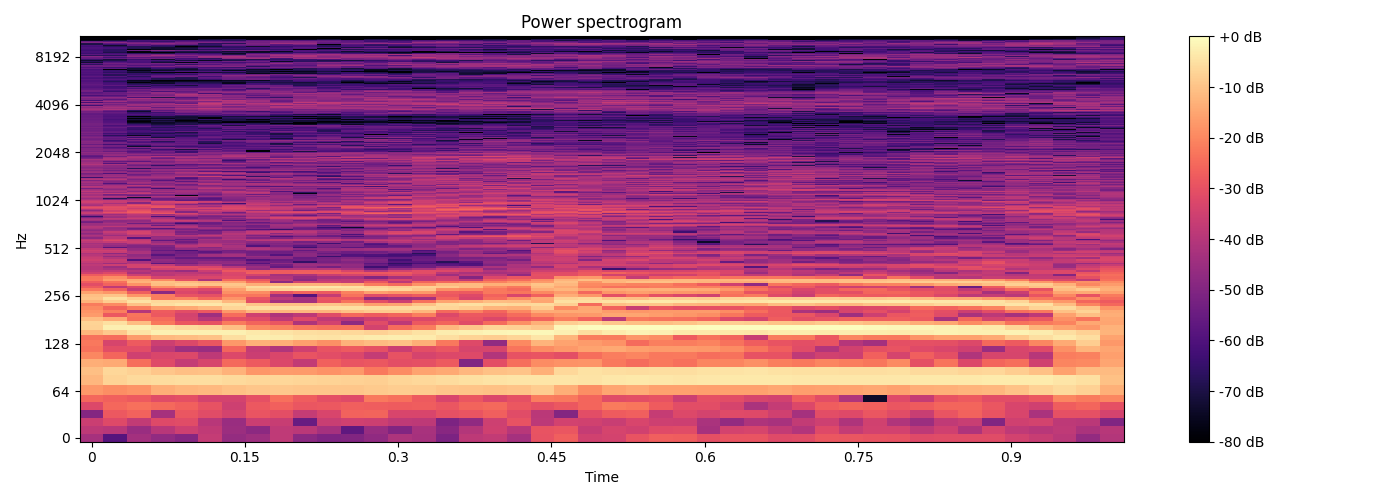 Power spectrogram
Hz
8192
4096
2048
1024
512
256
128
64
0
0 0.15 0.3 0.45 0.6 0.75 0.9
Time
+0 dB
-10 dB
-20 dB
-30 dB
-40 dB
-50 dB
-60 dB
-70 dB
-80 dB